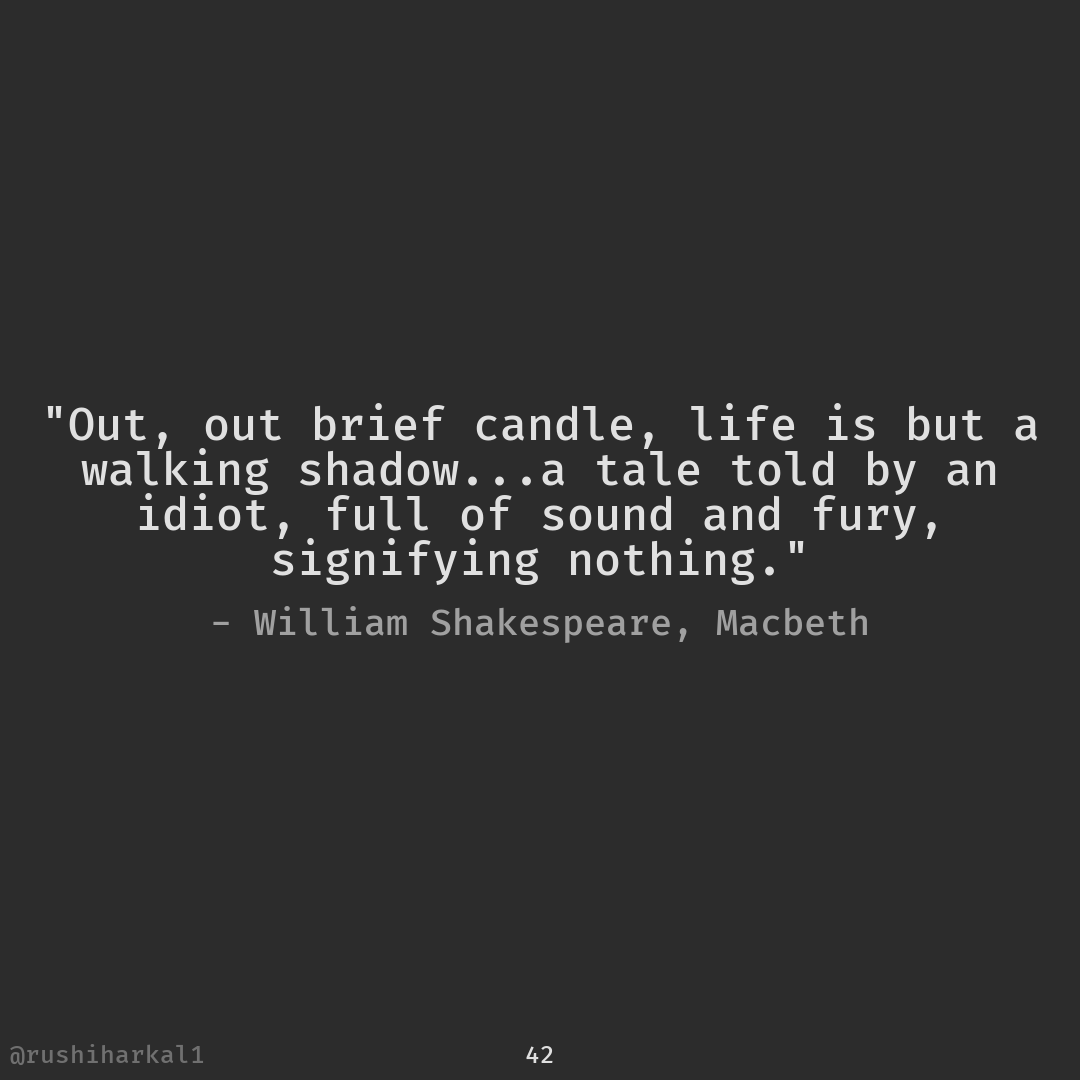 "Out, out brief candle, life is but a
walking shadow...a tale told by an
idiot, full of sound and fury,
signifying nothing."
- William Shakespeare, Macbeth
@rushiharkal1
42